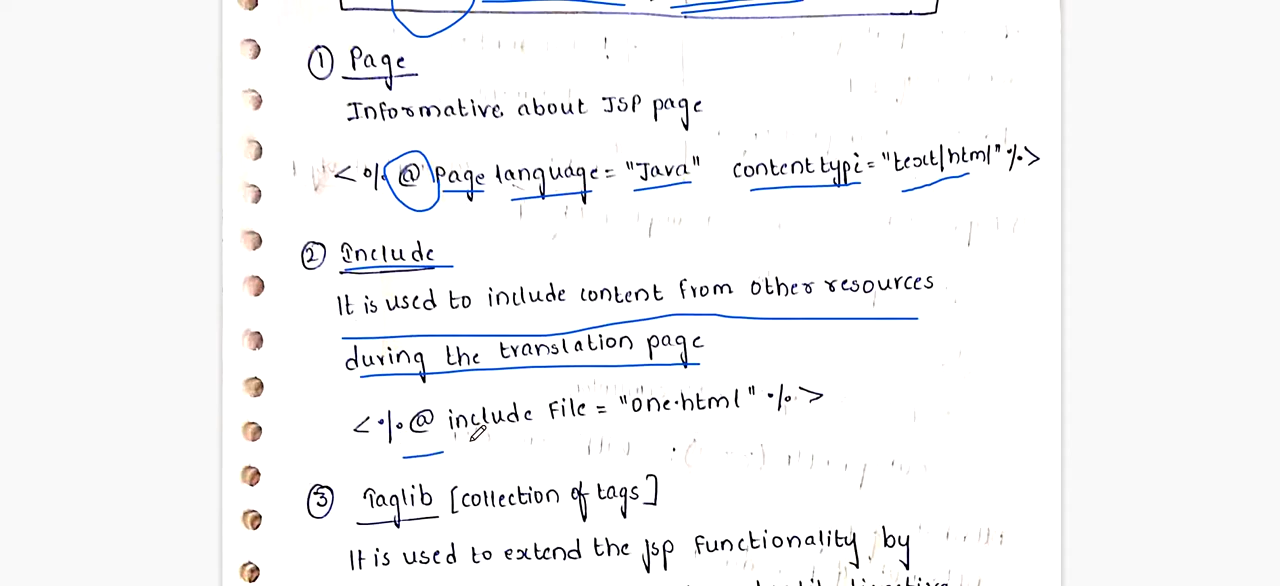 ① Page
Informative about JSP page
<%@ page language = "Java" content typi = "text/html" %>
② Include
It is used to include content from other resources
during the translation page
<%@ include File = "one.html" %>
③ Taglib [collection of tags]
It is used to extend the jsp functionality by